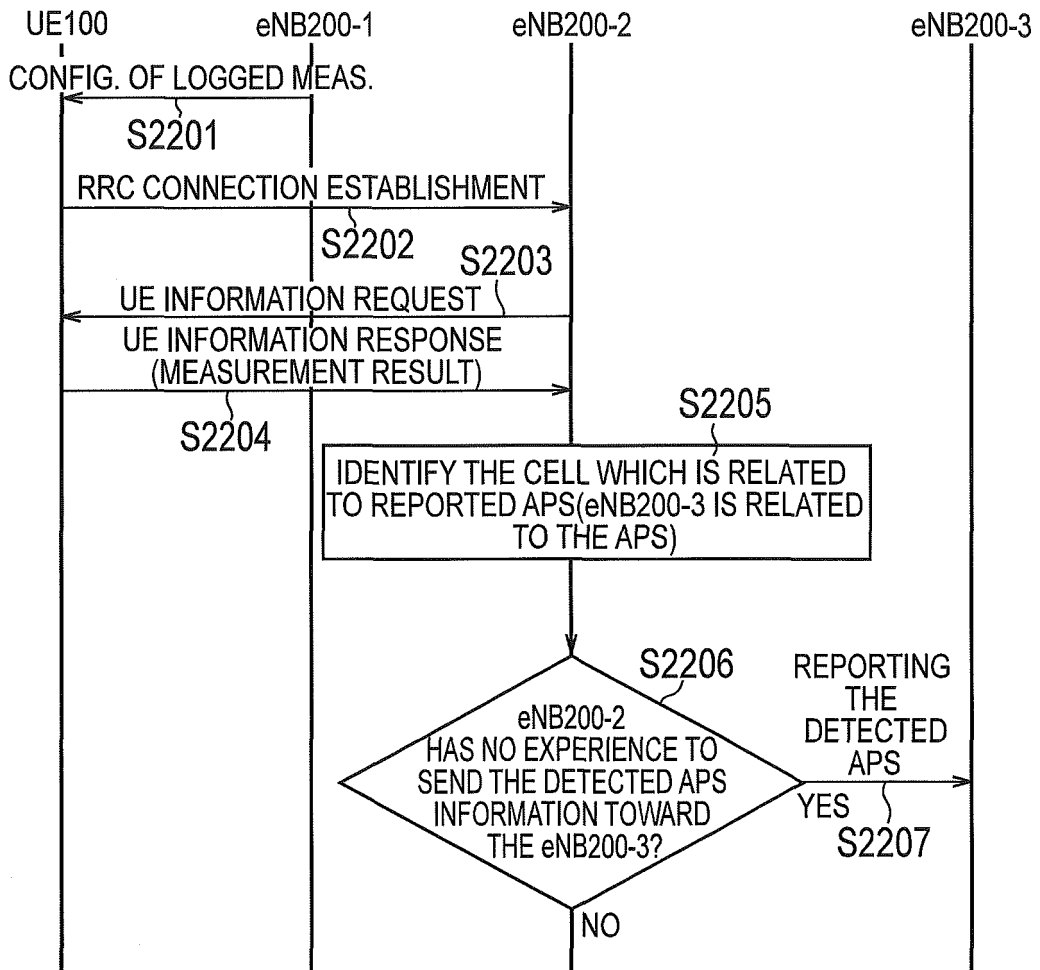 UE100
eNB200-1
eNB200-2
eNB200-3
CONFIG. OF LOGGED MEAS.
S2201
RRC CONNECTION ESTABLISHMENT
S2202
S2203
UE INFORMATION REQUEST
UE INFORMATION RESPONSE
(MEASUREMENT RESULT)
S2204
S2205
IDENTIFY THE CELL WHICH IS RELATED
TO REPORTED APS(eNB200-3 IS RELATED
TO THE APS)
S2206
eNB200-2
HAS NO EXPERIENCE TO
SEND THE DETECTED APS
INFORMATION TOWARD
THE eNB200-3?
REPORTING
THE
DETECTED
APS
YES
S2207
NO